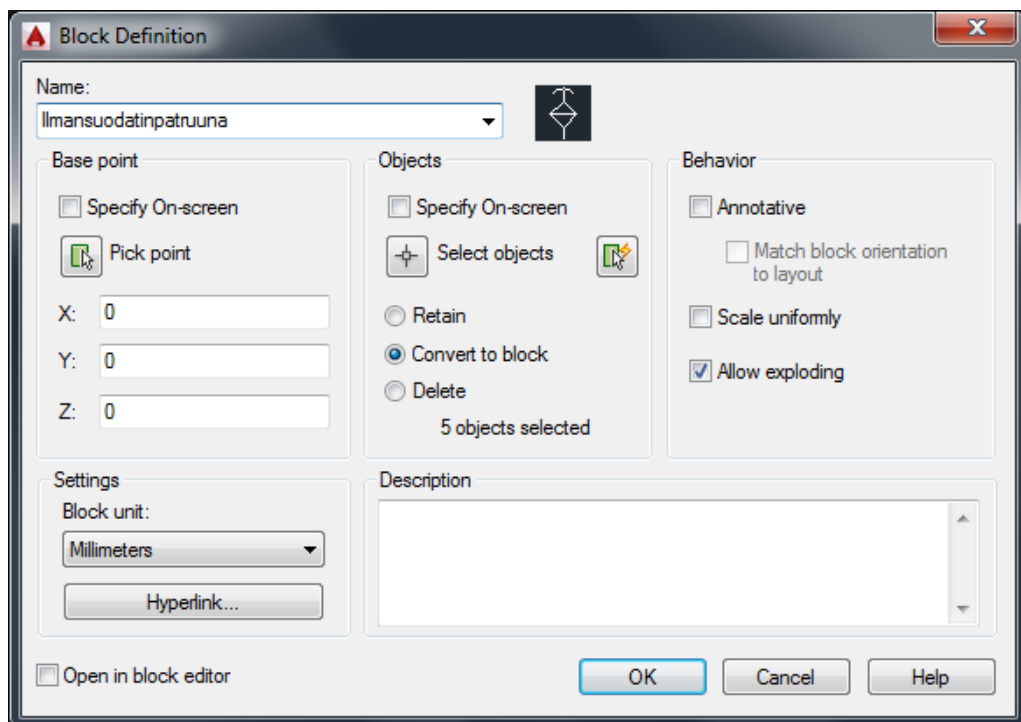 Block Definition
Name:
Ilmansuodatinpatruuna
Base point
Specify On-screen
Pick point
X: 0
Y: 0
Z: 0
Objects
Specify On-screen
Select objects
Retain
Convert to block
Delete
5 objects selected
Behavior
Annotative
Match block orientation
to layout
Scale uniformly
Allow exploding
Settings
Block unit:
Millimeters
Hyperlink...
Description
Open in block editor
OK
Cancel
Help